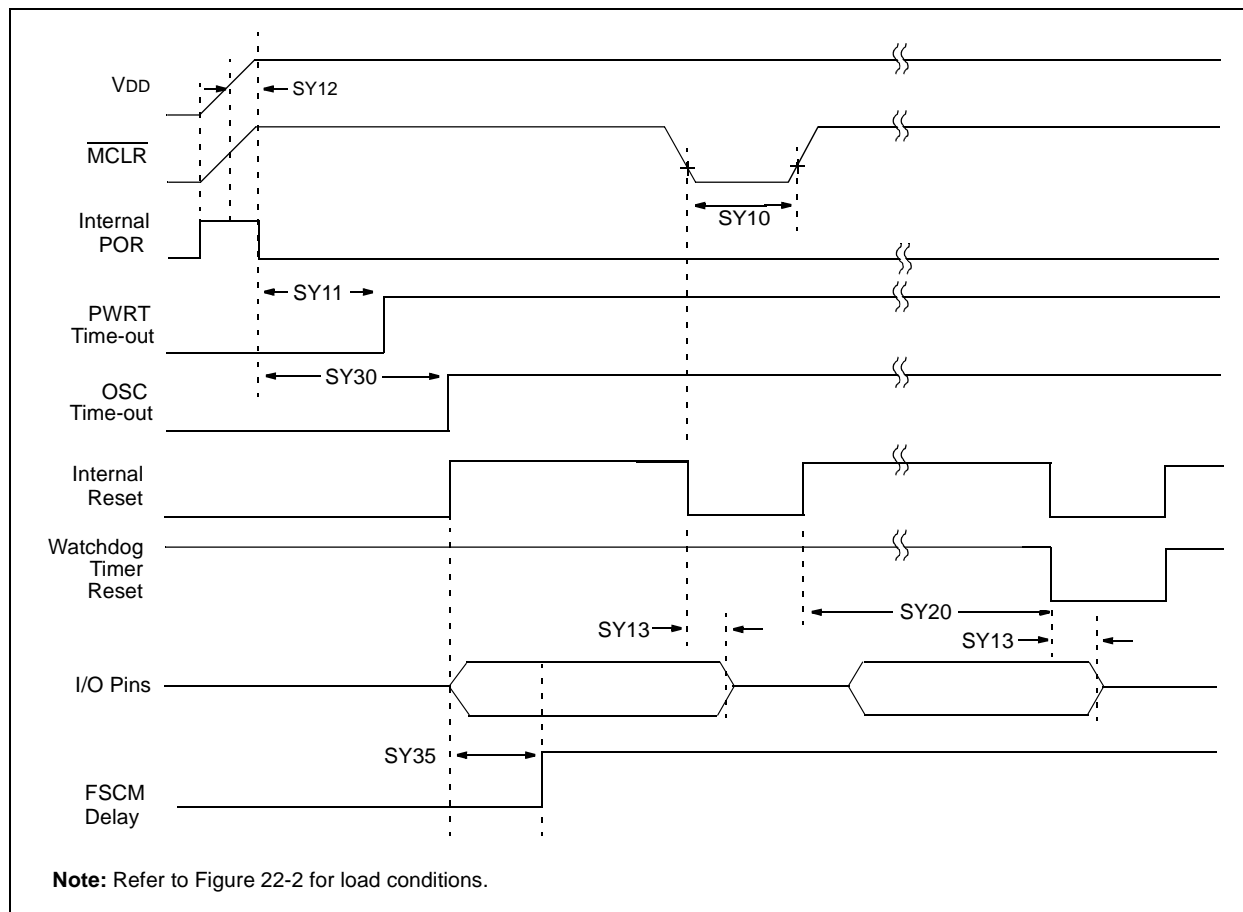 VDD
SY12
MCLR
SY10
Internal
POR
SY11
PWRT
Time-out
SY30
OSC
Time-out
Internal
Reset
Watchdog
Timer
Reset
SY20
SY13
SY13
I/O Pins
SY35
FSCM
Delay
Note: Refer to Figure 22-2 for load conditions.